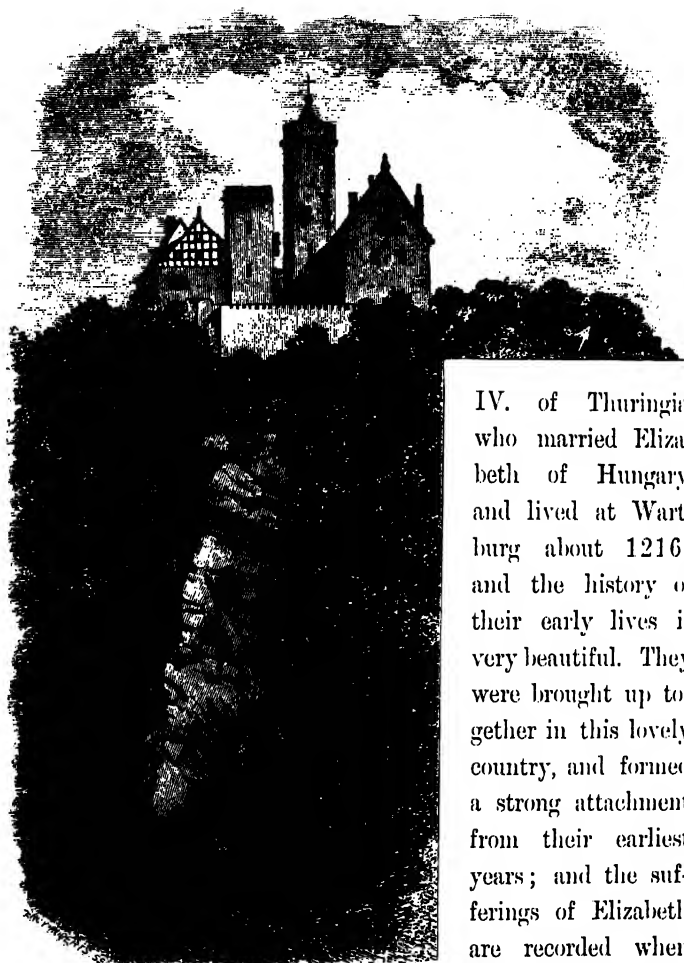 IV. of Thuringia
who married Eliza
beth of Hungary
and lived at Wart
burg about 1216
and the history o
their early lives i
very beautiful. They
were brought up to
gether in this lovely
country, and formed
a strong attachment
from their earliest
years; and the suf-
ferings of Elizabeth
are recorded when